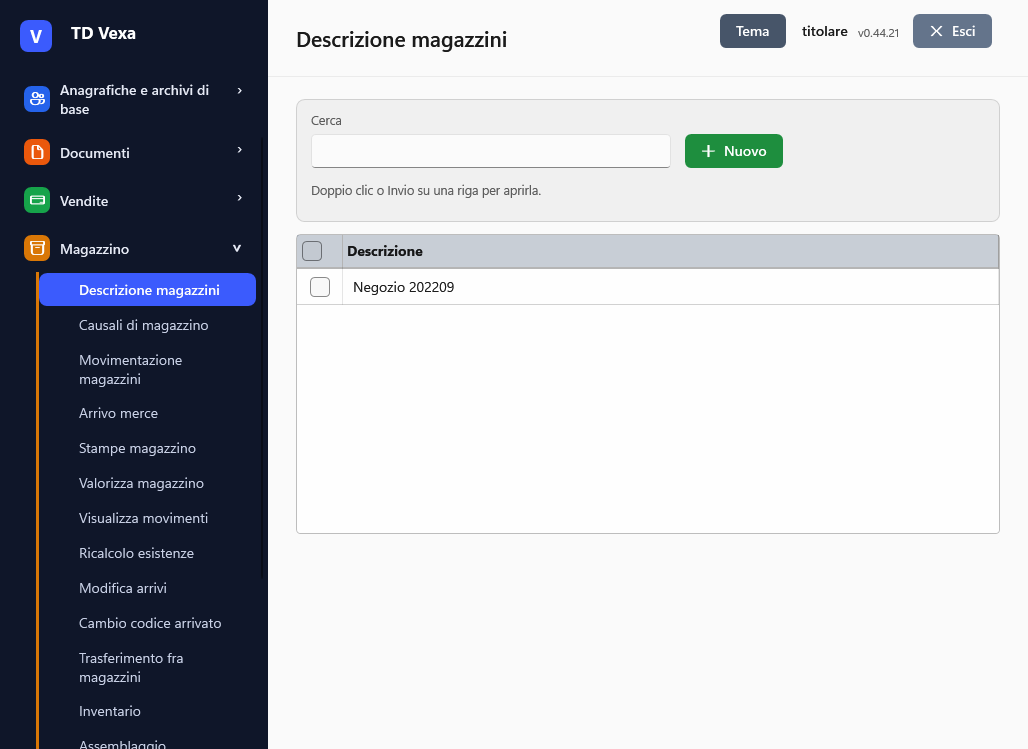 V
TD Vexa
Anagrafiche e archivi di
base
Documenti
Vendite
Magazzino
Descrizione magazzini
Causali di magazzino
Movimentazione
magazzini
Arrivo merce
Stampe magazzino
Valorizza magazzino
Visualizza movimenti
Ricalcolo esistenze
Modifica arrivi
Cambio codice arrivato
Trasferimento fra
magazzini
Inventario
Assemblaggio
Descrizione magazzini
Tema
titolare v0.44.21
Esci
Cerca
Nuovo
Doppio clic o Invio su una riga per aprirla.
Descrizione
Negozio 202209